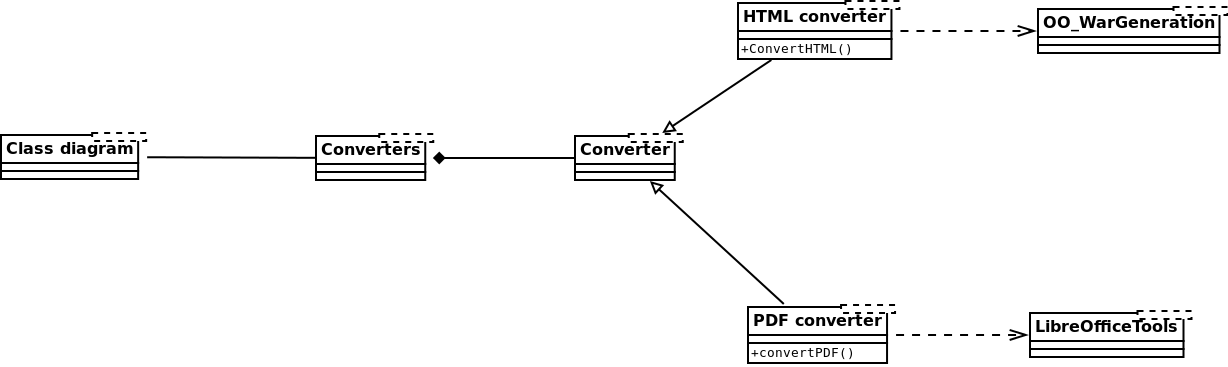 HTML converter
+ConvertHTML()
OO_WarGeneration
Class diagram
Converters
Converter
PDF converter
+convertPDF()
LibreOfficeTools